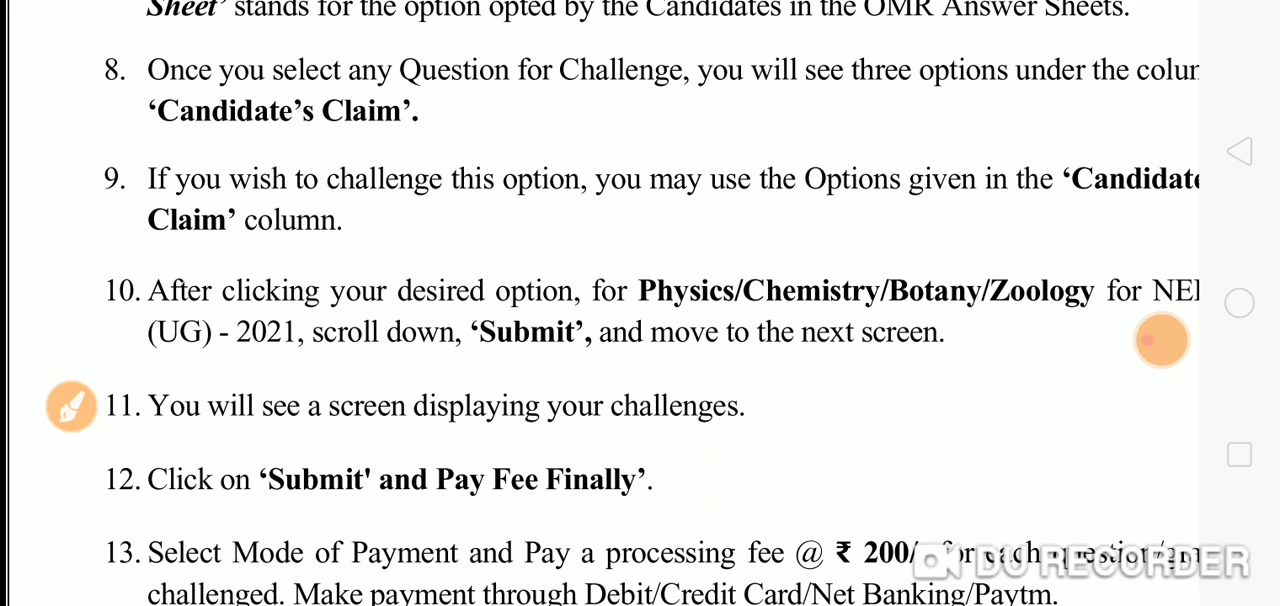 Sheet’ stands for the option opted by the Candidates in the OMR Answer Sheets.
8. Once you select any Question for Challenge, you will see three options under the
‘Candidate’s Claim’.
9. If you wish to challenge this option, you may use the Options given in the ‘Candidate
Claim’ column.
10. After clicking your desired option, for Physics/Chemistry/Botany/Zoology for
(UG) - 2021, scroll down, ‘Submit’, and move to the next screen.
11. You will see a screen displaying your challenges.
12. Click on ‘Submit' and Pay Fee Finally’.
13. Select Mode of Payment and Pay a processing fee @ ₹ 200/ for each question/
challenged. Make payment through Debit/Credit Card/Net Banking/Paytm.
DU RECORDER